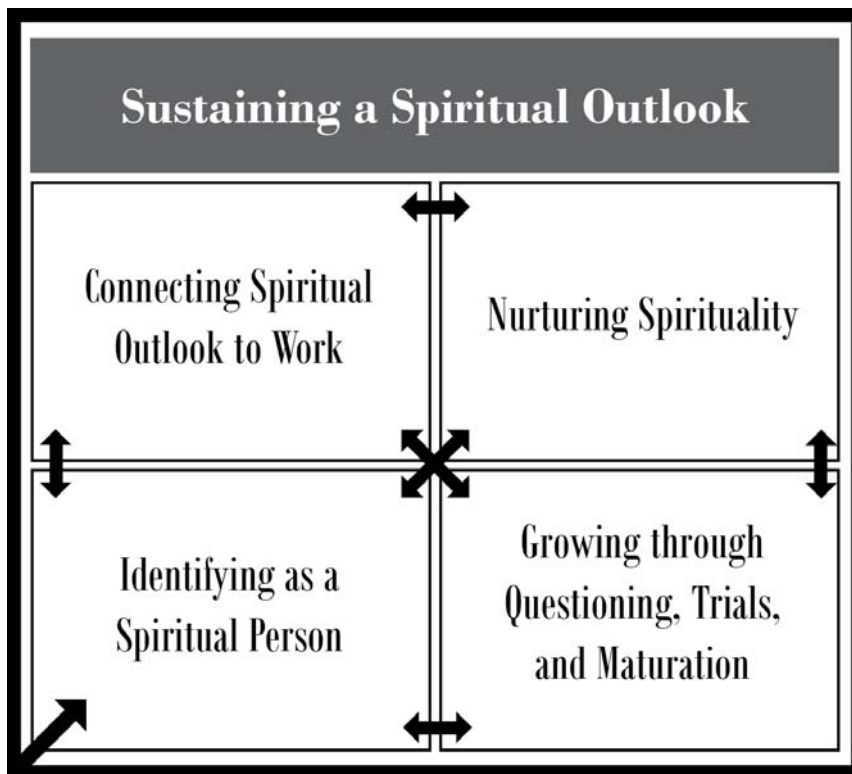 Sustaining a Spiritual Outlook
Connecting Spiritual
Outlook to Work
Nurturing Spirituality
Identifying as a
Spiritual Person
Growing through
Questioning, Trials,
and Maturation